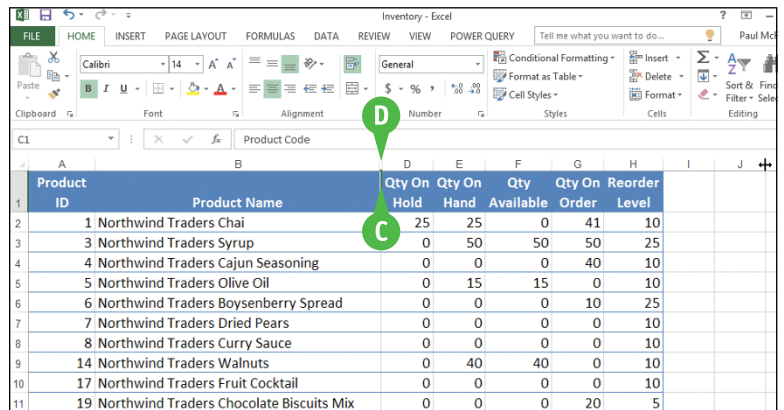 Inventory - Excel
?
FILE HOME INSERT PAGE LAYOUT FORMULAS DATA REVIEW VIEW POWER QUERY Tell me what you want to do... Paul McF
Calibri 14 A A General Conditional Formatting Insert Σ A Z
Paste B I U A $ % , .0 .00 .00 .0 Format as Table Delete Sort & Find
Cell Styles Format Filter Selec
Clipboard Font Alignment Number Styles Cells Editing
D
C1 fx Product Code
A B D E F G H I J
1 Product ID Product Name Qty On Hold Qty On Hand Qty Available Qty On Order Reorder Level
C
2 1 Northwind Traders Chai 25 25 0 41 10
3 3 Northwind Traders Syrup 0 50 50 50 25
4 4 Northwind Traders Cajun Seasoning 0 0 0 40 10
5 5 Northwind Traders Olive Oil 0 15 15 0 10
6 6 Northwind Traders Boysenberry Spread 0 0 0 10 25
7 7 Northwind Traders Dried Pears 0 0 0 0 10
8 8 Northwind Traders Curry Sauce 0 0 0 0 10
9 14 Northwind Traders Walnuts 0 40 40 0 10
10 17 Northwind Traders Fruit Cocktail 0 0 0 0 10
11 19 Northwind Traders Chocolate Biscuits Mix 0 0 0 20 5